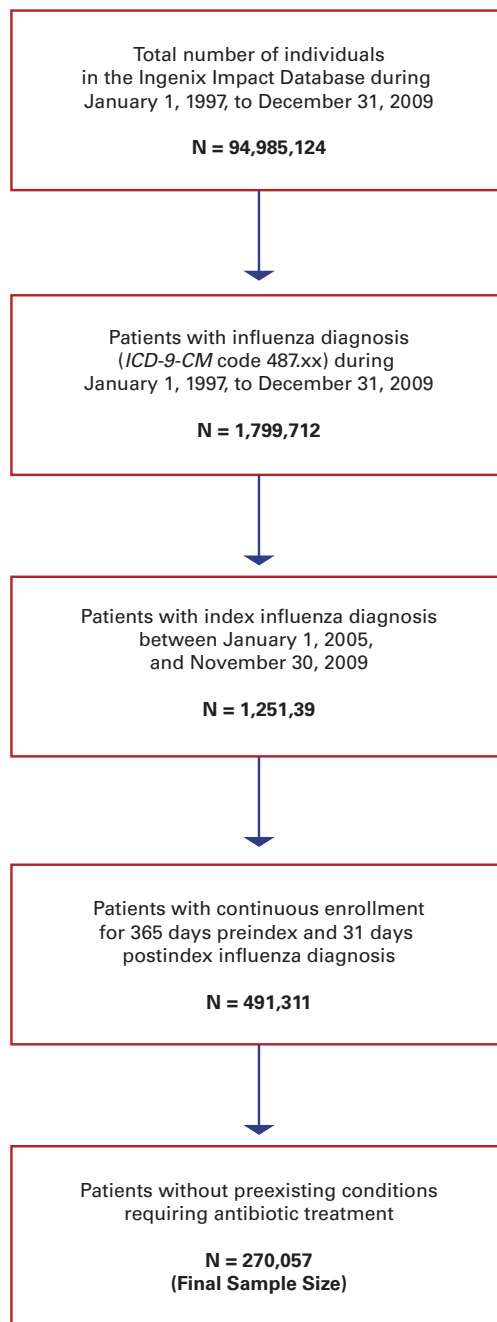 Total number of individuals
in the Ingenix Impact Database during
January 1, 1997, to December 31, 2009
N = 94,985,124
Patients with influenza diagnosis
(ICD-9-CM code 487.xx) during
January 1, 1997, to December 31, 2009
N = 1,799,712
Patients with index influenza diagnosis
between January 1, 2005,
and November 30, 2009
N = 1,251,39
Patients with continuous enrollment
for 365 days preindex and 31 days
postindex influenza diagnosis
N = 491,311
Patients without preexisting conditions
requiring antibiotic treatment
N = 270,057
(Final Sample Size)